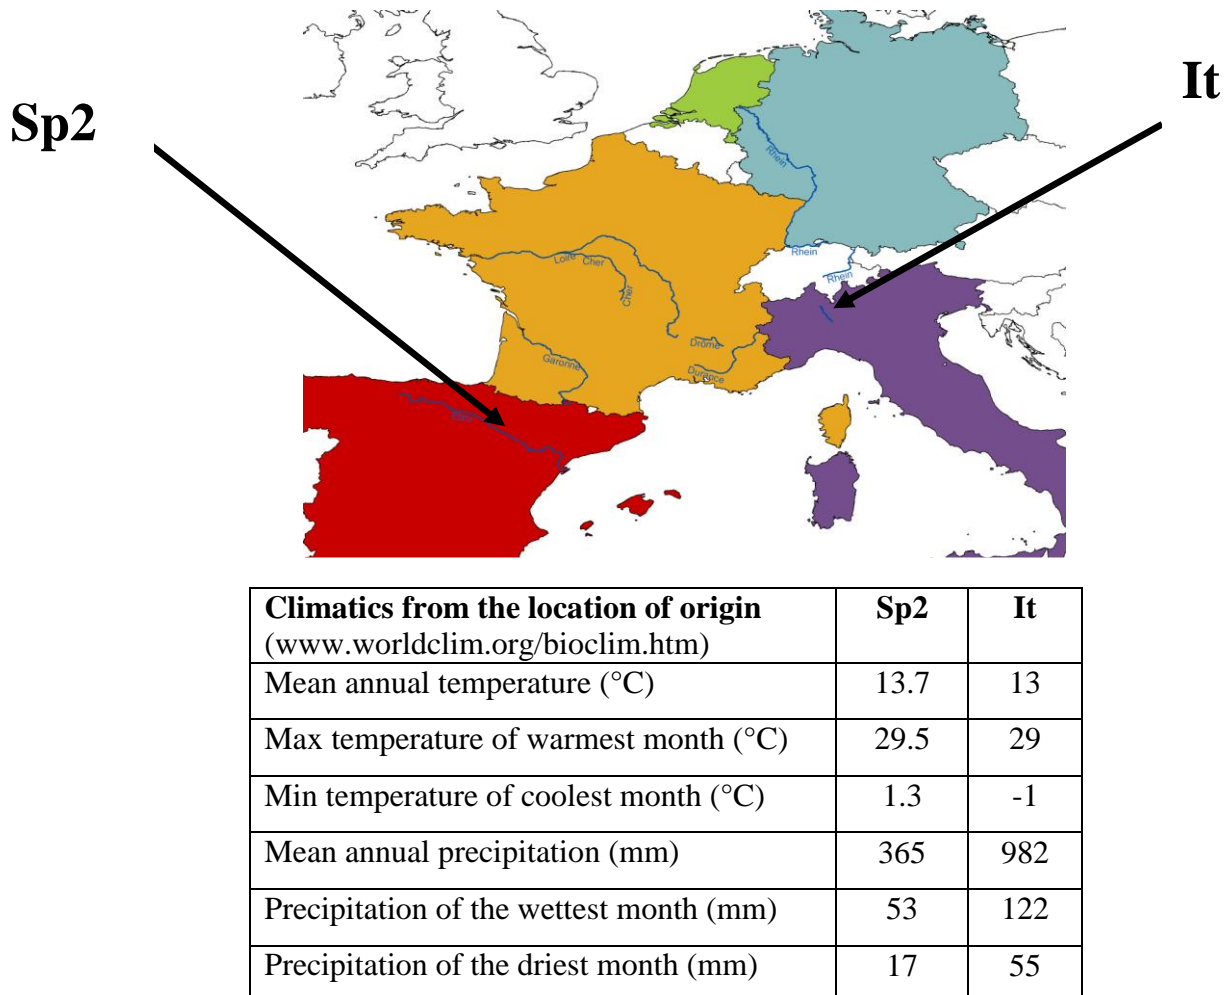 It
Sp2
Rhein
Rhein
Rhein
Loire Cher
Cher
Drôme
Durance
Garonne
Climatics from the location of origin Sp2 It
(www.worldclim.org/bioclim.htm)
Mean annual temperature (°C) 13.7 13
Max temperature of warmest month (°C) 29.5 29
Min temperature of coolest month (°C) 1.3 -1
Mean annual precipitation (mm) 365 982
Precipitation of the wettest month (mm) 53 122
Precipitation of the driest month (mm) 17 55